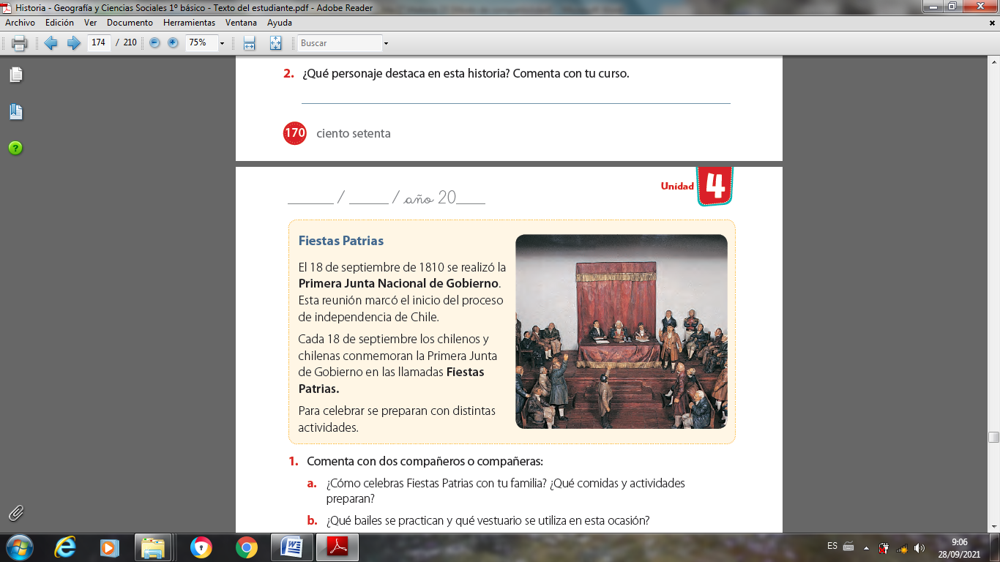 Historia - Geografía y Ciencias Sociales 1º básico - Texto del estudiante.pdf - Adobe Reader
Archivo Edición Ver Documento Herramientas Ventana Ayuda
174 / 210 75% Buscar
2. ¿Qué personaje destaca en esta historia? Comenta con tu curso.
170 ciento setenta
Unidad 4
______ / _____ / año 20____
Fiestas Patrias
El 18 de septiembre de 1810 se realizó la
Primera Junta Nacional de Gobierno.
Esta reunión marcó el inicio del proceso
de independencia de Chile.
Cada 18 de septiembre los chilenos y
chilenas conmemoran la Primera Junta
de Gobierno en las llamadas Fiestas
Patrias.
Para celebrar se preparan con distintas
actividades.
1. Comenta con dos compañeros o compañeras:
a. ¿Cómo celebras Fiestas Patrias con tu familia? ¿Qué comidas y actividades
preparan?
b. ¿Qué bailes se practican y qué vestuario se utiliza en esta ocasión?
ES 9:06
28/09/2021